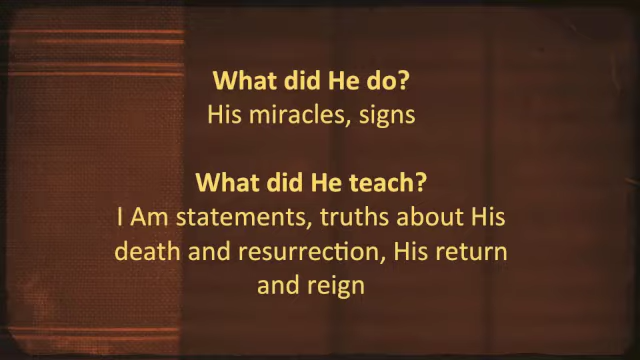 What did He do?
His miracles, signs
What did He teach?
I Am statements, truths about His
death and resurrection, His return
and reign